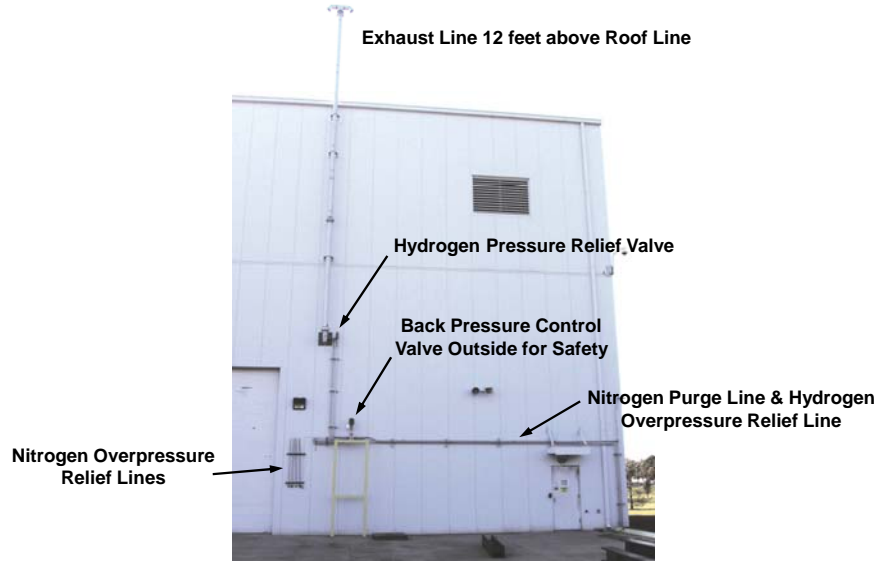 Exhaust Line 12 feet above Roof Line
Hydrogen Pressure Relief Valve
Back Pressure Control
Valve Outside for Safety
Nitrogen Purge Line & Hydrogen
Overpressure Relief Line
Nitrogen Overpressure
Relief Lines